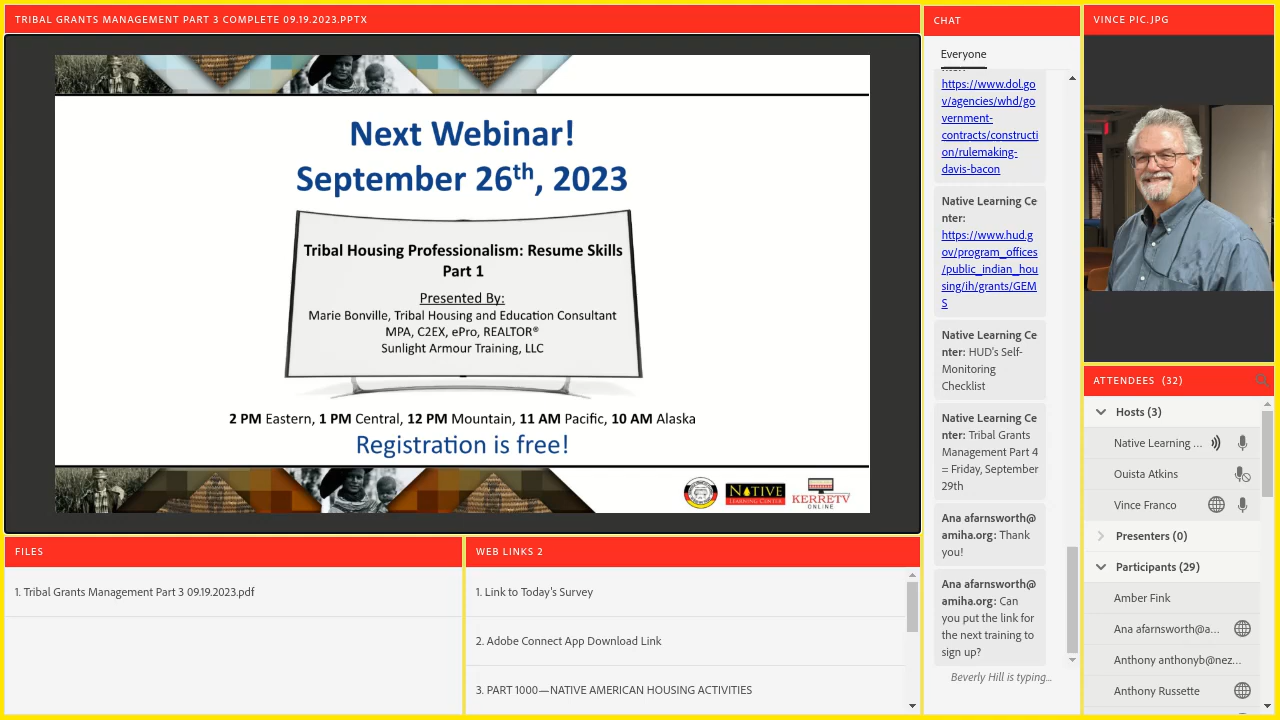 TRIBAL GRANTS MANAGEMENT PART 3 COMPLETE 09.19.2023.PPTX
Next Webinar!
September 26th, 2023
Tribal Housing Professionalism: Resume Skills
Part 1
Presented By:
Marie Bonville, Tribal Housing and Education Consultant
MPA, C2EX, ePro, REALTOR®
Sunlight Armour Training, LLC
2 PM Eastern, 1 PM Central, 12 PM Mountain, 11 AM Pacific, 10 AM Alaska
Registration is free!
NATIVE
LEARNING CENTER
KERRETV
ONLINE
FILES
1. Tribal Grants Management Part 3 09.19.2023.pdf
WEB LINKS 2
1. Link to Today's Survey
2. Adobe Connect App Download Link
3. PART 1000—NATIVE AMERICAN HOUSING ACTIVITIES
CHAT
Everyone
https://www.dol.go
v/agencies/whd/go
vernment-
contracts/constructi
on/rulemaking-
davis-bacon
Native Learning Ce
nter:
https://www.hud.g
ov/program_offices
/public_indian_hou
sing/ih/grants/GEM
S
Native Learning Ce
nter: HUD's Self-
Monitoring
Checklist
Native Learning Ce
nter: Tribal Grants
Management Part 4
= Friday, September
29th
Ana afarnsworth@
amiha.org: Thank
you!
Ana afarnsworth@
amiha.org: Can
you put the link for
the next training to
sign up?
Beverly Hill is typing...
VINCE PIC.JPG
ATTENDEES (32)
Hosts (3)
Native Learning ...
Ouista Atkins
Vince Franco
Presenters (0)
Participants (29)
Amber Fink
Ana afarnsworth@a...
Anthony anthonyb@nez...
Anthony Russette